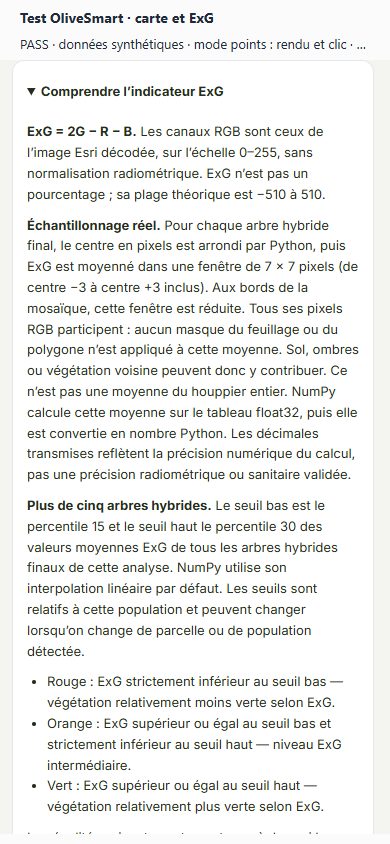 Test OliveSmart · carte et ExG
PASS · données synthétiques · mode points : rendu et clic · ...
▼ Comprendre l’indicateur ExG
ExG = 2G − R − B. Les canaux RGB sont ceux de
l’image Esri décodée, sur l’échelle 0–255, sans
normalisation radiométrique. ExG n’est pas un
pourcentage ; sa plage théorique est −510 à 510.
Échantillonnage réel. Pour chaque arbre hybride
final, le centre en pixels est arrondi par Python, puis
ExG est moyenné dans une fenêtre de 7 × 7 pixels (de
centre −3 à centre +3 inclus). Aux bords de la
mosaïque, cette fenêtre est réduite. Tous ses pixels
RGB participent : aucun masque du feuillage ou du
polygone n’est appliqué à cette moyenne. Sol, ombres
ou végétation voisine peuvent donc y contribuer. Ce
n’est pas une moyenne du houppier entier. NumPy
calcule cette moyenne sur le tableau float32, puis elle
est convertie en nombre Python. Les décimales
transmises reflètent la précision numérique du calcul,
pas une précision radiométrique ou sanitaire validée.
Plus de cinq arbres hybrides. Le seuil bas est le
percentile 15 et le seuil haut le percentile 30 des
valeurs moyennes ExG de tous les arbres hybrides
finaux de cette analyse. NumPy utilise son
interpolation linéaire par défaut. Les seuils sont
relatifs à cette population et peuvent changer
lorsqu’on change de parcelle ou de population
détectée.
• Rouge : ExG strictement inférieur au seuil bas —
végétation relativement moins verte selon ExG.
• Orange : ExG supérieur ou égal au seuil bas et
strictement inférieur au seuil haut — niveau ExG
intermédiaire.
• Vert : ExG supérieur ou égal au seuil haut —
végétation relativement plus verte selon ExG.